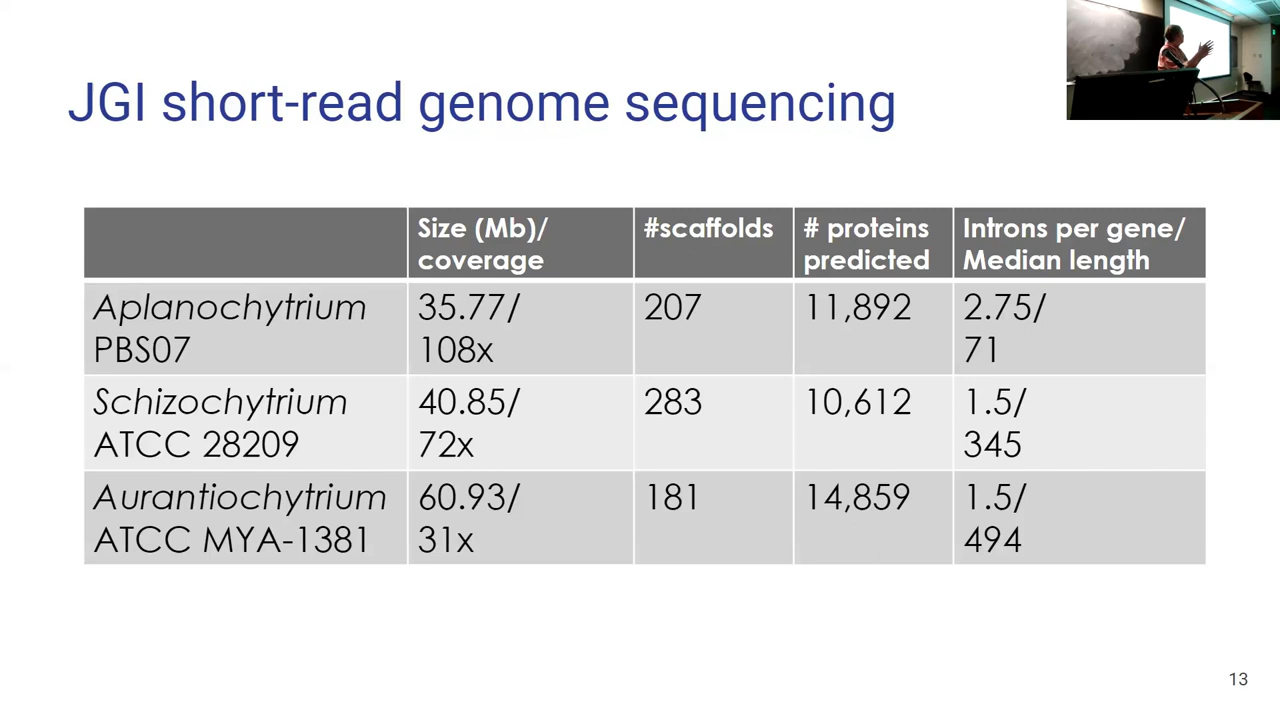 JGI short-read genome sequencing
Size (Mb)/
coverage
#scaffolds
# proteins
predicted
Introns per gene/
Median length
Aplanochytrium
PBS07
35.77/
108x
207
11,892
2.75/
71
Schizochytrium
ATCC 28209
40.85/
72x
283
10,612
1.5/
345
Aurantiochytrium
ATCC MYA-1381
60.93/
31x
181
14,859
1.5/
494
13